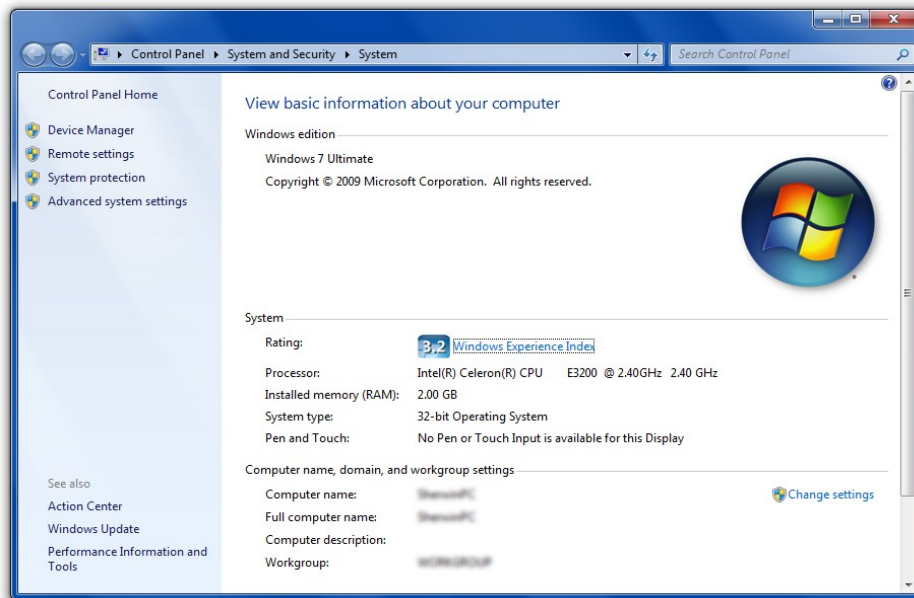 Control Panel ▸ System and Security ▸ System
Search Control Panel
Control Panel Home
Device Manager
Remote settings
System protection
Advanced system settings
See also
Action Center
Windows Update
Performance Information and
Tools
View basic information about your computer
Windows edition
Windows 7 Ultimate
Copyright © 2009 Microsoft Corporation. All rights reserved.
System
Rating: 3,2 Windows Experience Index
Processor: Intel(R) Celeron(R) CPU E3200 @ 2.40GHz 2.40 GHz
Installed memory (RAM): 2.00 GB
System type: 32-bit Operating System
Pen and Touch: No Pen or Touch Input is available for this Display
Computer name, domain, and workgroup settings
Computer name:
Change settings
Full computer name:
Computer description:
Workgroup: